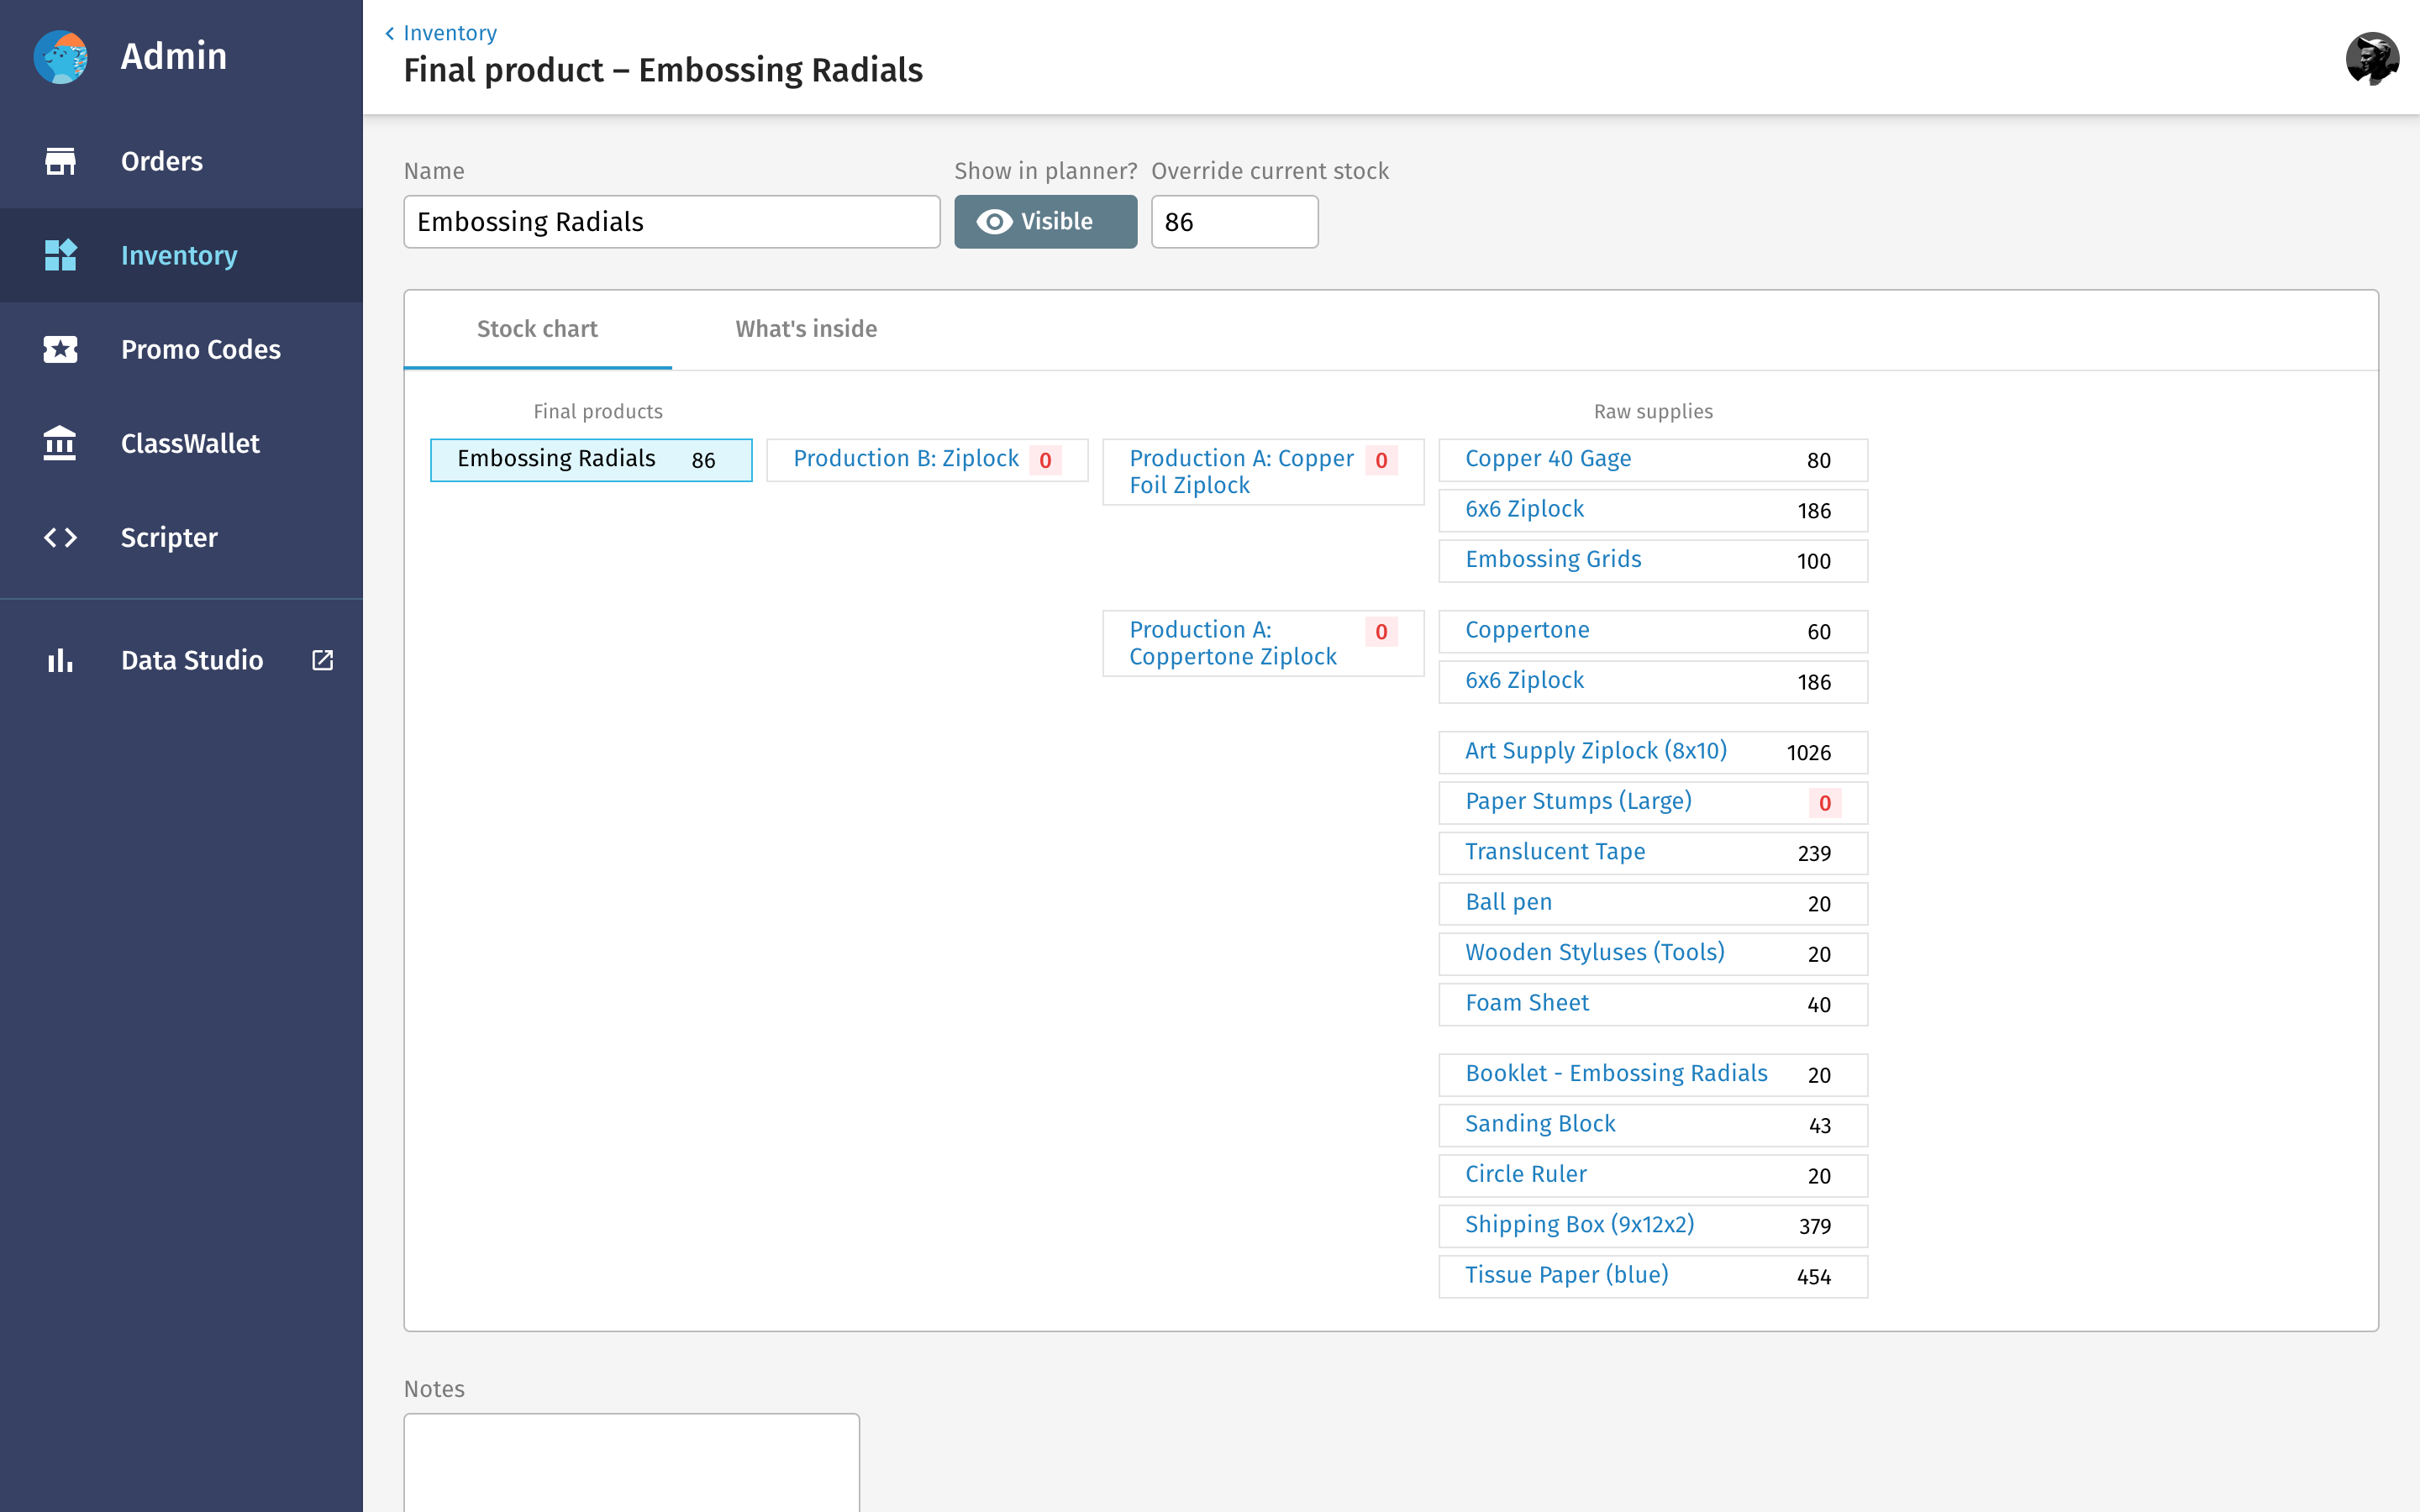 Admin
Orders
Inventory
Promo Codes
ClassWallet
Scripter
Data Studio
Inventory
Final product – Embossing Radials
Name
Show in planner?
Override current stock
Embossing Radials
Visible
86
Stock chart
What's inside
Final products
Raw supplies
Embossing Radials 86
Production B: Ziplock 0
Production A: Copper 0
Foil Ziplock
Copper 40 Gage 80
6x6 Ziplock 186
Embossing Grids 100
Production A: 0
Coppertone Ziplock
Coppertone 60
6x6 Ziplock 186
Art Supply Ziplock (8x10) 1026
Paper Stumps (Large) 0
Translucent Tape 239
Ball pen 20
Wooden Styluses (Tools) 20
Foam Sheet 40
Booklet - Embossing Radials 20
Sanding Block 43
Circle Ruler 20
Shipping Box (9x12x2) 379
Tissue Paper (blue) 454
Notes